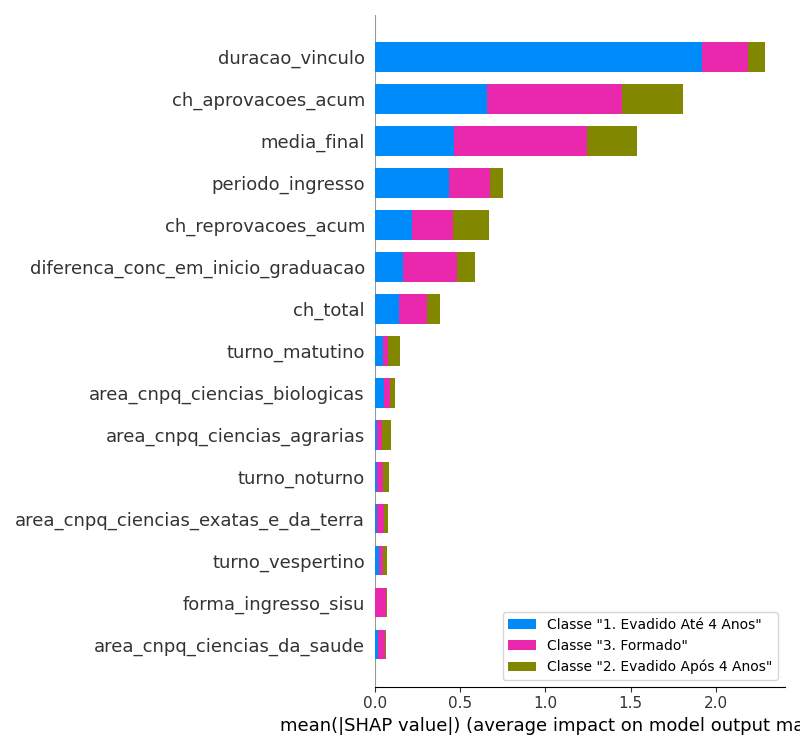 duracao_vinculo
ch_aprovacoes_acum
media_final
periodo_ingresso
ch_reprovacoes_acum
diferenca_conc_em_inicio_graduacao
ch_total
turno_matutino
area_cnpq_ciencias_biologicas
area_cnpq_ciencias_agrarias
turno_noturno
area_cnpq_ciencias_exatas_e_da_terra
turno_vespertino
forma_ingresso_sisu
area_cnpq_ciencias_da_saude
Classe "1. Evadido Até 4 Anos"
Classe "3. Formado"
Classe "2. Evadido Após 4 Anos"
0.0 0.5 1.0 1.5 2.0
mean(|SHAP value|) (average impact on model output ma